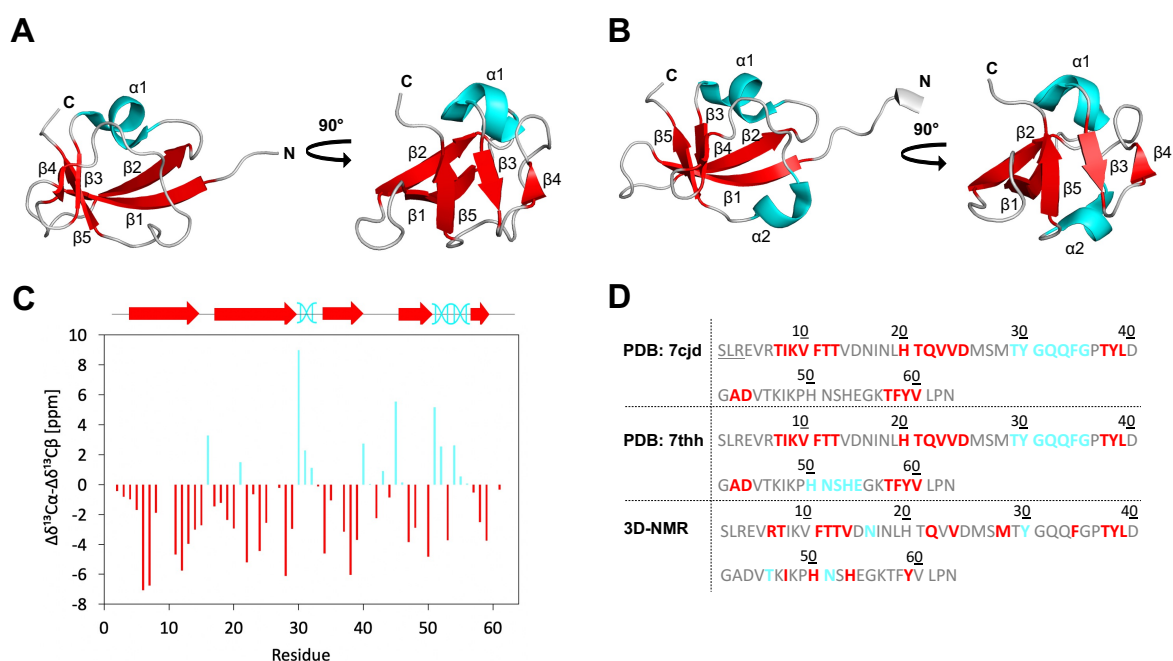 A
α1
C
β4
β3
β2
N
β1
β5
90°
α1
C
β2
β3
β4
β1
β5
B
α1
C
N
β3
β5
β2
β4
β1
α2
90°
α1
C
β2
β3
β4
β1
β5
α2
C
8
6
4
2
0
-2
-4
-6
-8
Δδ¹³Cα-Δδ¹³Cβ [ppm]
0 10 20 30 40 50 60
Residue
D
10 20 30 40
PDB: 7cjd SLREVRTIKV FTTVDNINLH TQVVDMSMTY GQQFGPTYLD
50 60
GADVTKIKPH NSHEGKTFYV LPN
10 20 30 40
PDB: 7thh SLREVRTIKV FTTVDNINLH TQVVDMSMTY GQQFGPTYLD
50 60
GADVTKIKPH NSHEGKTFYV LPN
10 20 30 40
3D-NMR SLREVRTIKV FTTVDNINLH TQVVDMSMTY GQQFGPTYLD
50 60
GADVTKIKPH NSHEGKTFYV LPN